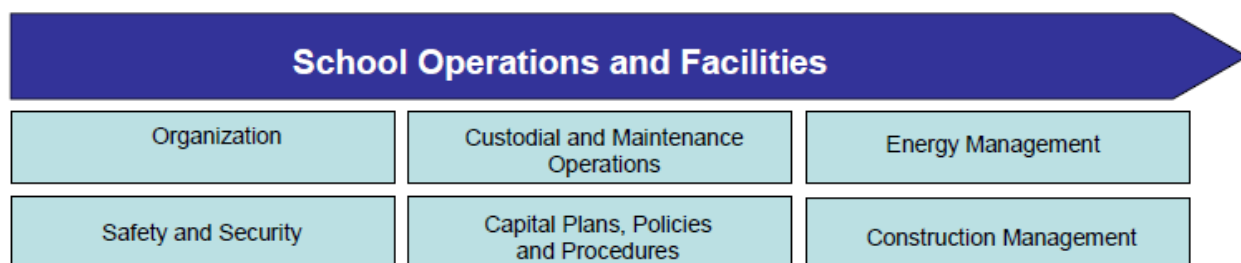 School Operations and Facilities
Organization
Custodial and Maintenance
Operations
Energy Management
Safety and Security
Capital Plans, Policies
and Procedures
Construction Management